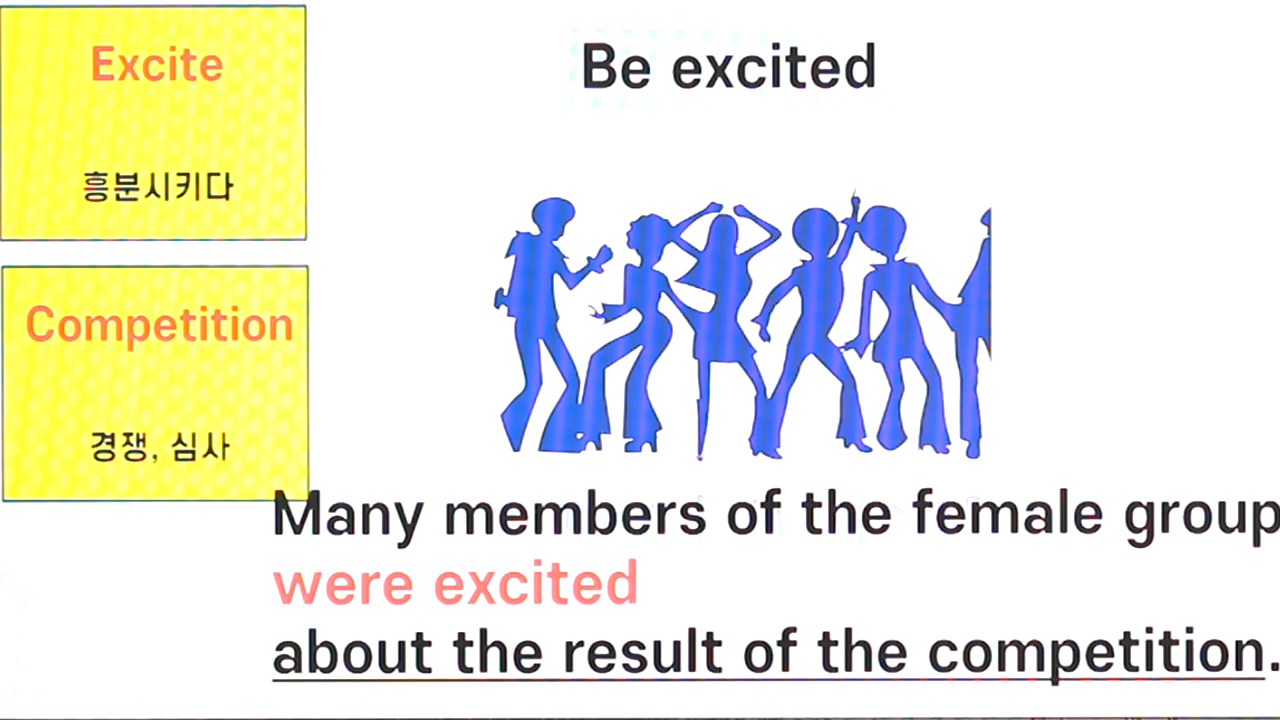 Excite
흥분시키다
Competition
경쟁, 심사
Be excited
Many members of the female group
were excited
about the result of the competition.